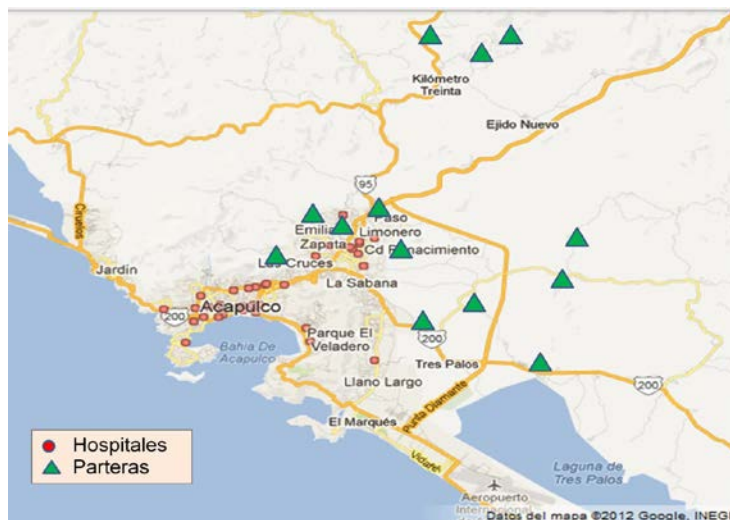 Kilómetro
Treinta
Ejido Nuevo
95
Ciruelos
Paso
Limonero
Zapata
Cd Renacimiento
Las Cruces
Jardín
La Sabana
Acapulco
200
Bahia De
Acapulco
Parque El
Veladero
200
Tres Palos
Llano Largo
200
Punta Diamante
El Marqués
Hospitales
Parteras
Laguna de
Tres Palos
Aeropuerto
Internacional
Datos del mapa ©2012 Google, INEGI